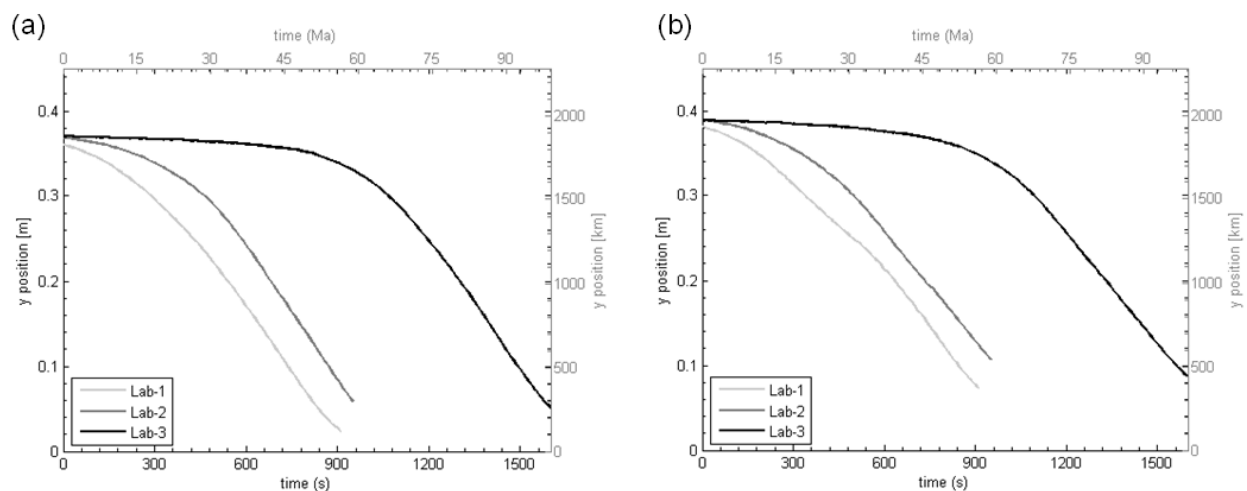 (a)
time (Ma)
0 15 30 45 60 75 90
0.4
0.3
0.2
0.1
0
y position [m]
2000
1500
1000
500
0
y position [km]
Lab-1
Lab-2
Lab-3
0 300 600 900 1200 1500
time (s)
(b)
time (Ma)
0 15 30 45 60 75 90
0.4
0.3
0.2
0.1
0
y position [m]
2000
1500
1000
500
0
y position [km]
Lab-1
Lab-2
Lab-3
0 300 600 900 1200 1500
time (s)